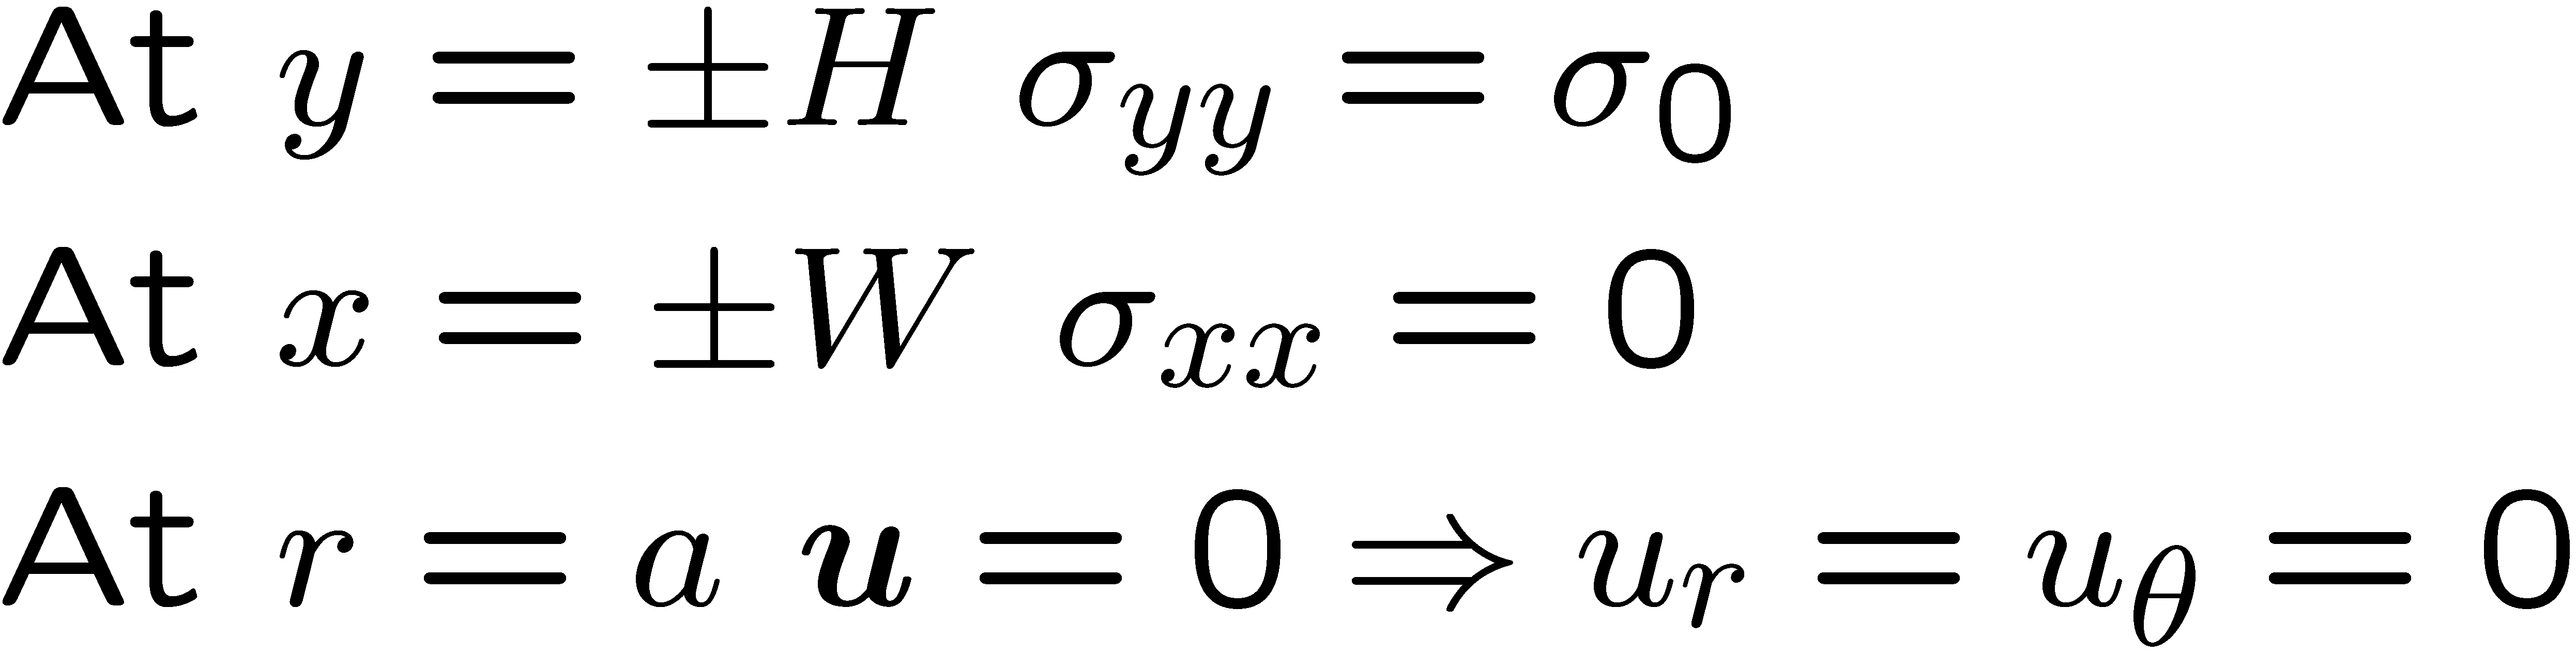 At y = ±H σ_yy = σ_0
At x = ±W σ_xx = 0
At r = a u = 0 ⇒ u_r = u_θ = 0